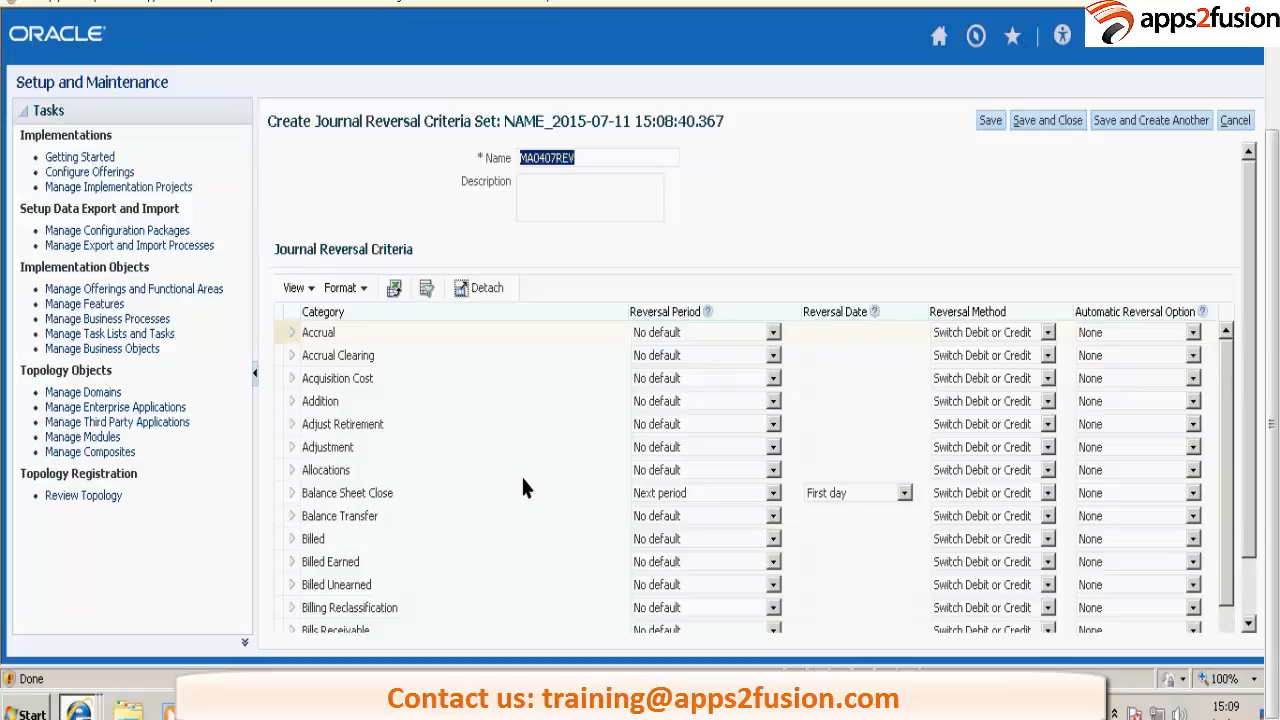 ORACLE
apps2fusion
Setup and Maintenance
Tasks
Implementations
Getting Started
Configure Offerings
Manage Implementation Projects
Setup Data Export and Import
Manage Configuration Packages
Manage Export and Import Processes
Implementation Objects
Manage Offerings and Functional Areas
Manage Features
Manage Business Processes
Manage Task Lists and Tasks
Manage Business Objects
Topology Objects
Manage Domains
Manage Enterprise Applications
Manage Third Party Applications
Manage Modules
Manage Composites
Topology Registration
Review Topology
Create Journal Reversal Criteria Set: NAME_2015-07-11 15:08:40.367
Save Save and Close Save and Create Another Cancel
* Name MA0407REV
Description
Journal Reversal Criteria
View Format Detach
Category Reversal Period Reversal Date Reversal Method Automatic Reversal Option
Accrual No default Switch Debit or Credit None
Accrual Clearing No default Switch Debit or Credit None
Acquisition Cost No default Switch Debit or Credit None
Addition No default Switch Debit or Credit None
Adjust Retirement No default Switch Debit or Credit None
Adjustment No default Switch Debit or Credit None
Allocations No default Switch Debit or Credit None
Balance Sheet Close Next period First day Switch Debit or Credit None
Balance Transfer No default Switch Debit or Credit None
Billed No default Switch Debit or Credit None
Billed Earned No default Switch Debit or Credit None
Billed Unearned No default Switch Debit or Credit None
Billing Reclassification No default Switch Debit or Credit None
Bills Receivable No default Switch Debit or Credit None
Done
100%
Start
Contact us: training@apps2fusion.com
15:09